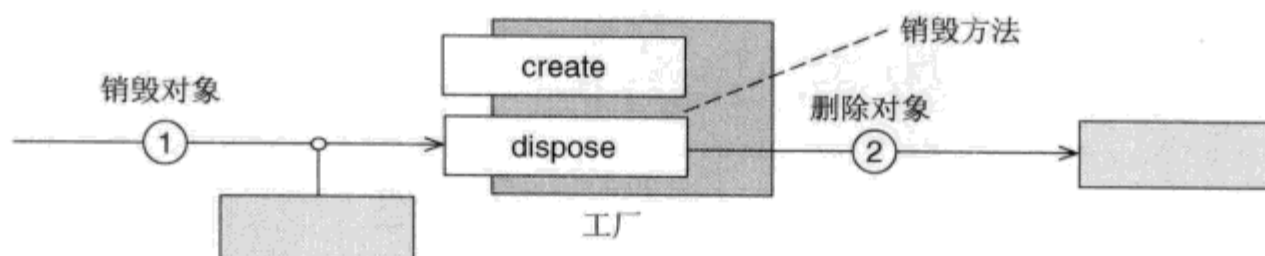 销毁方法
create
销毁对象
删除对象
1
dispose
2
工厂